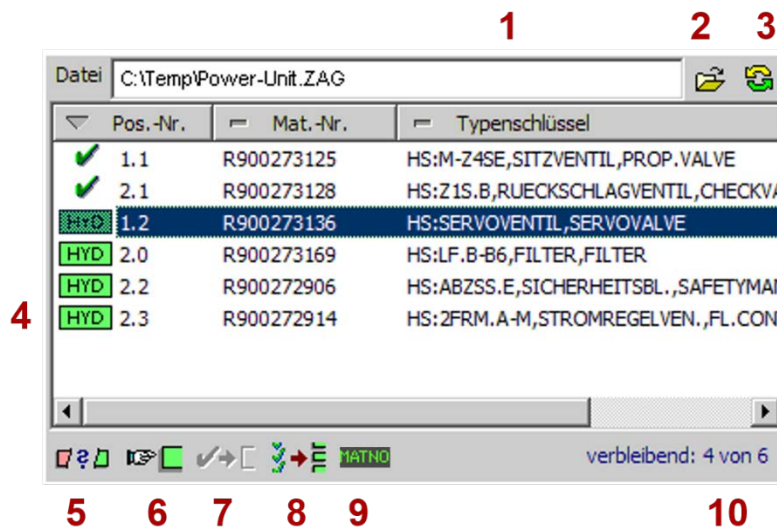 1 2 3
Datei C:\Temp\Power-Unit.ZAG
Pos.-Nr. Mat.-Nr. Typenschlüssel
1.1 R900273125 HS:M-Z4SE,SITZVENTIL,PROP.VALVE
2.1 R900273128 HS:Z1S.B,RUECKSCHLAGVENTIL,CHECKVA
HYD 1.2 R900273136 HS:SERVOVENTIL,SERVOVALVE
HYD 2.0 R900273169 HS:LF.B-B6,FILTER,FILTER
HYD 2.2 R900272906 HS:ABZSS.E,SICHERHEITSBL.,SAFETYMAN
4 HYD 2.3 R900272914 HS:2FRM.A-M,STROMREGELVEN.,FL.CON
MATNO verbleibend: 4 von 6
5 6 7 8 9 10